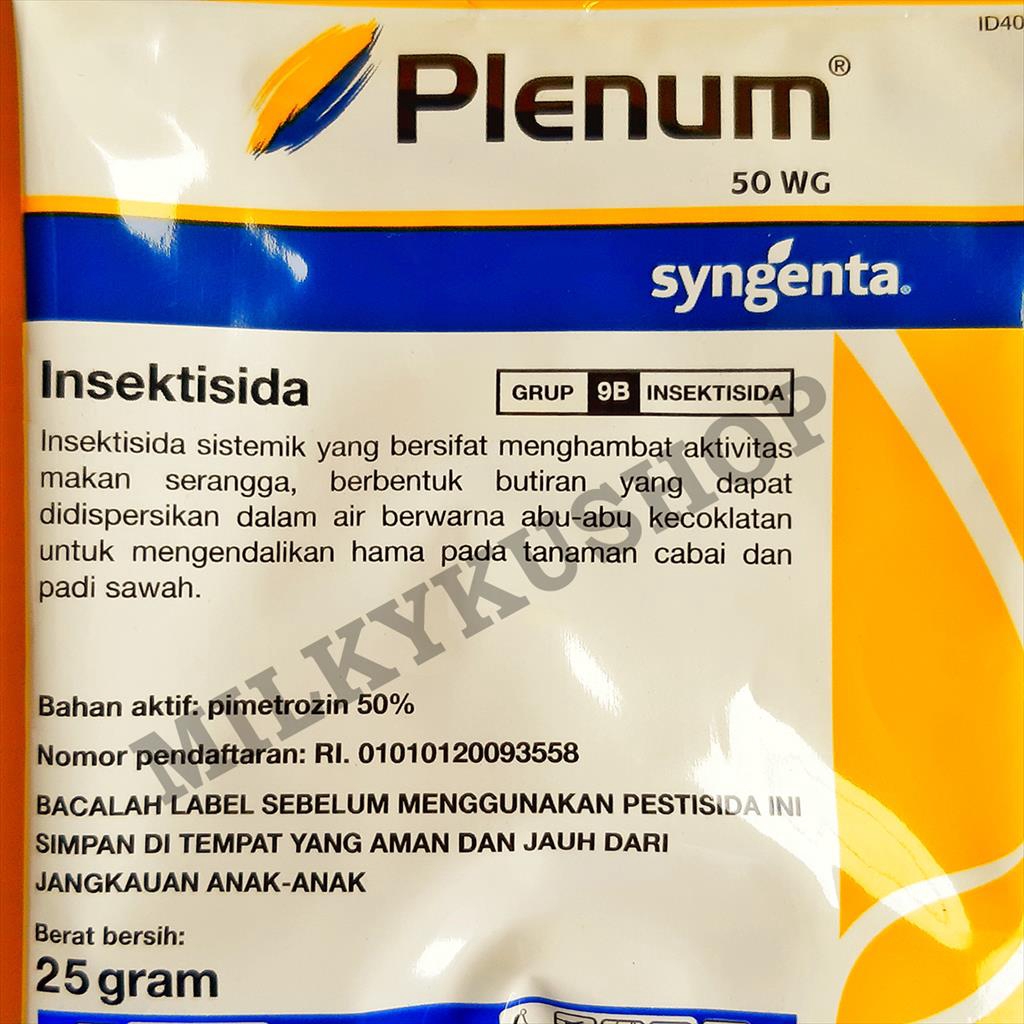 ID40
Plenum®
50 WG
syngenta®
Insektisida
GRUP 9B INSEKTISIDA
Insektisida sistemik yang bersifat menghambat aktivitas
makan serangga, berbentuk butiran yang dapat
didispersikan dalam air berwarna abu-abu kecoklatan
untuk mengendalikan hama pada tanaman cabai dan
padi sawah.
MILKYKUSHOP
Bahan aktif: pimetrozin 50%
Nomor pendaftaran: RI. 01010120093558
BACALAH LABEL SEBELUM MENGGUNAKAN PESTISIDA INI
SIMPAN DI TEMPAT YANG AMAN DAN JAUH DARI
JANGKAUAN ANAK-ANAK
Berat bersih:
25 gram